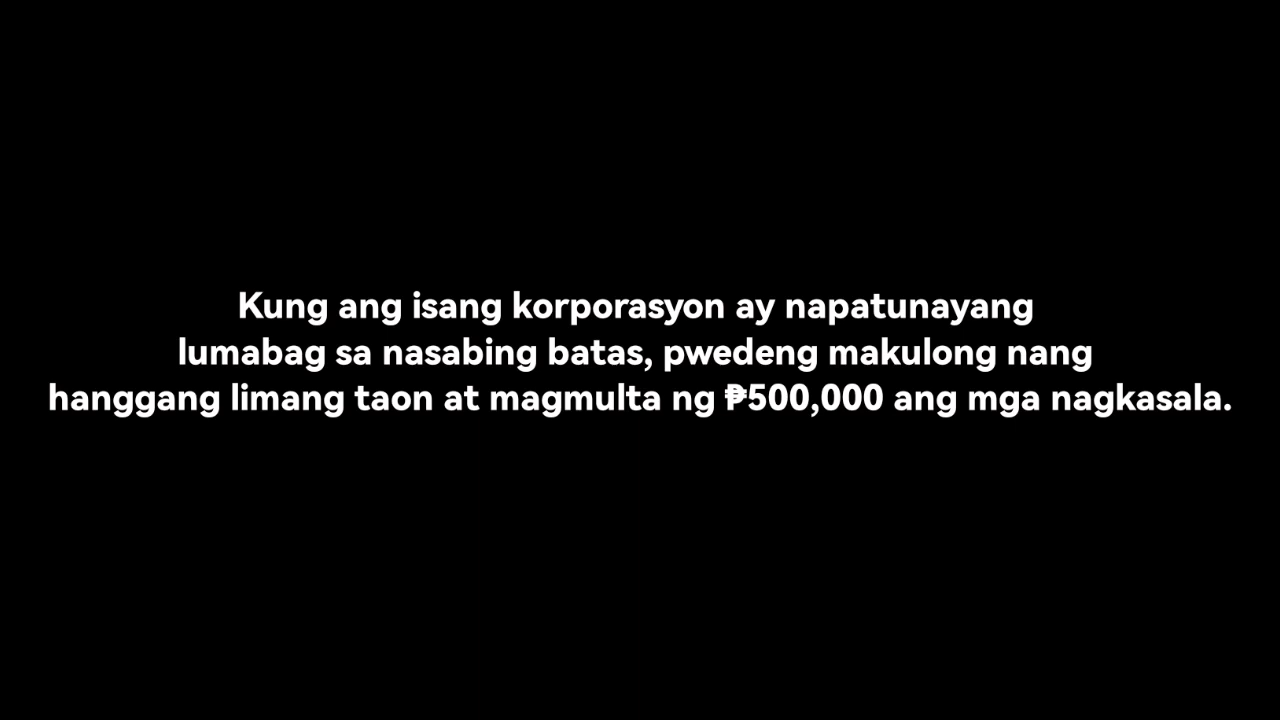 Kung ang isang korporasyon ay napatunayang
lumabag sa nasabing batas, pwedeng makulong nang
hanggang limang taon at magmulta ng ₱500,000 ang mga nagkasala.